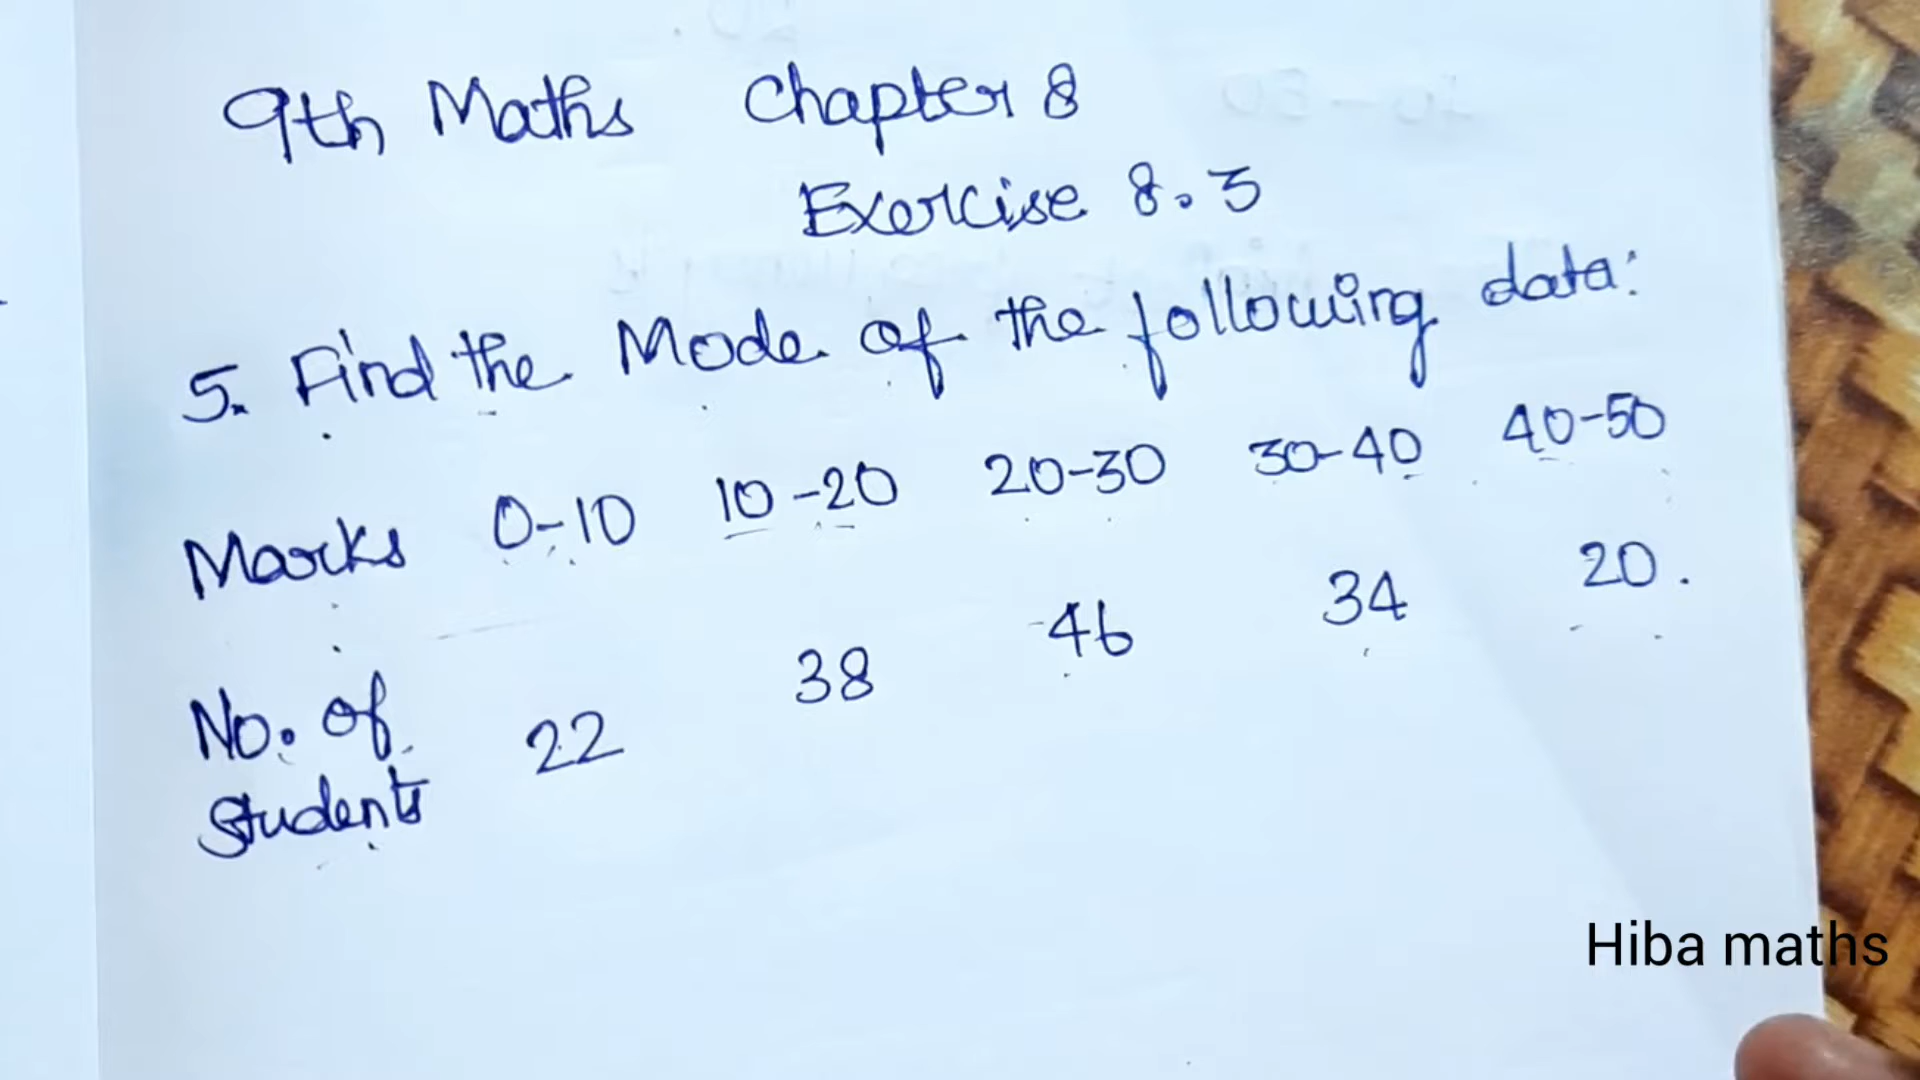 9th Maths Chapter 8
Exercise 8.3
5. Find the Mode of the following data:
Marks 0-10 10-20 20-30 30-40 40-50
No. of Students 22 38 46 34 20.
Hiba maths